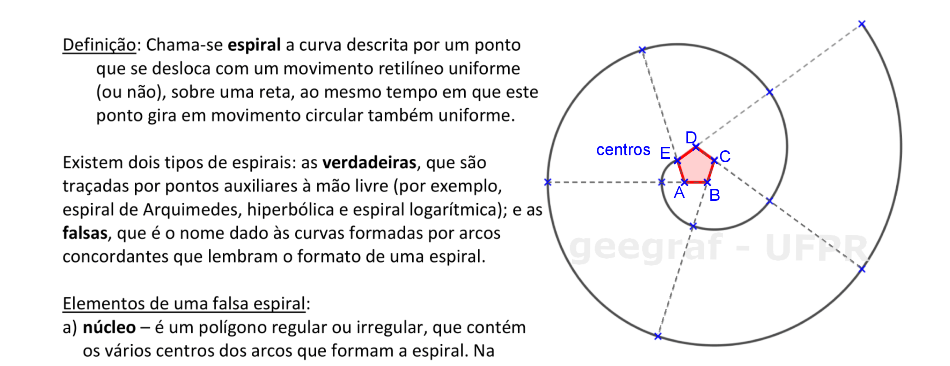 Definição: Chama-se espiral a curva descrita por um ponto
que se desloca com um movimento retilíneo uniforme
(ou não), sobre uma reta, ao mesmo tempo em que este
ponto gira em movimento circular também uniforme.
Existem dois tipos de espirais: as verdadeiras, que são
traçadas por pontos auxiliares à mão livre (por exemplo,
espiral de Arquimedes, hiperbólica e espiral logarítmica); e as
falsas, que é o nome dado às curvas formadas por arcos
concordantes que lembram o formato de uma espiral.
Elementos de uma falsa espiral:
a) núcleo – é um polígono regular ou irregular, que contém
os vários centros dos arcos que formam a espiral. Na
centros
D
E
C
A
B
geegraf - UFPR